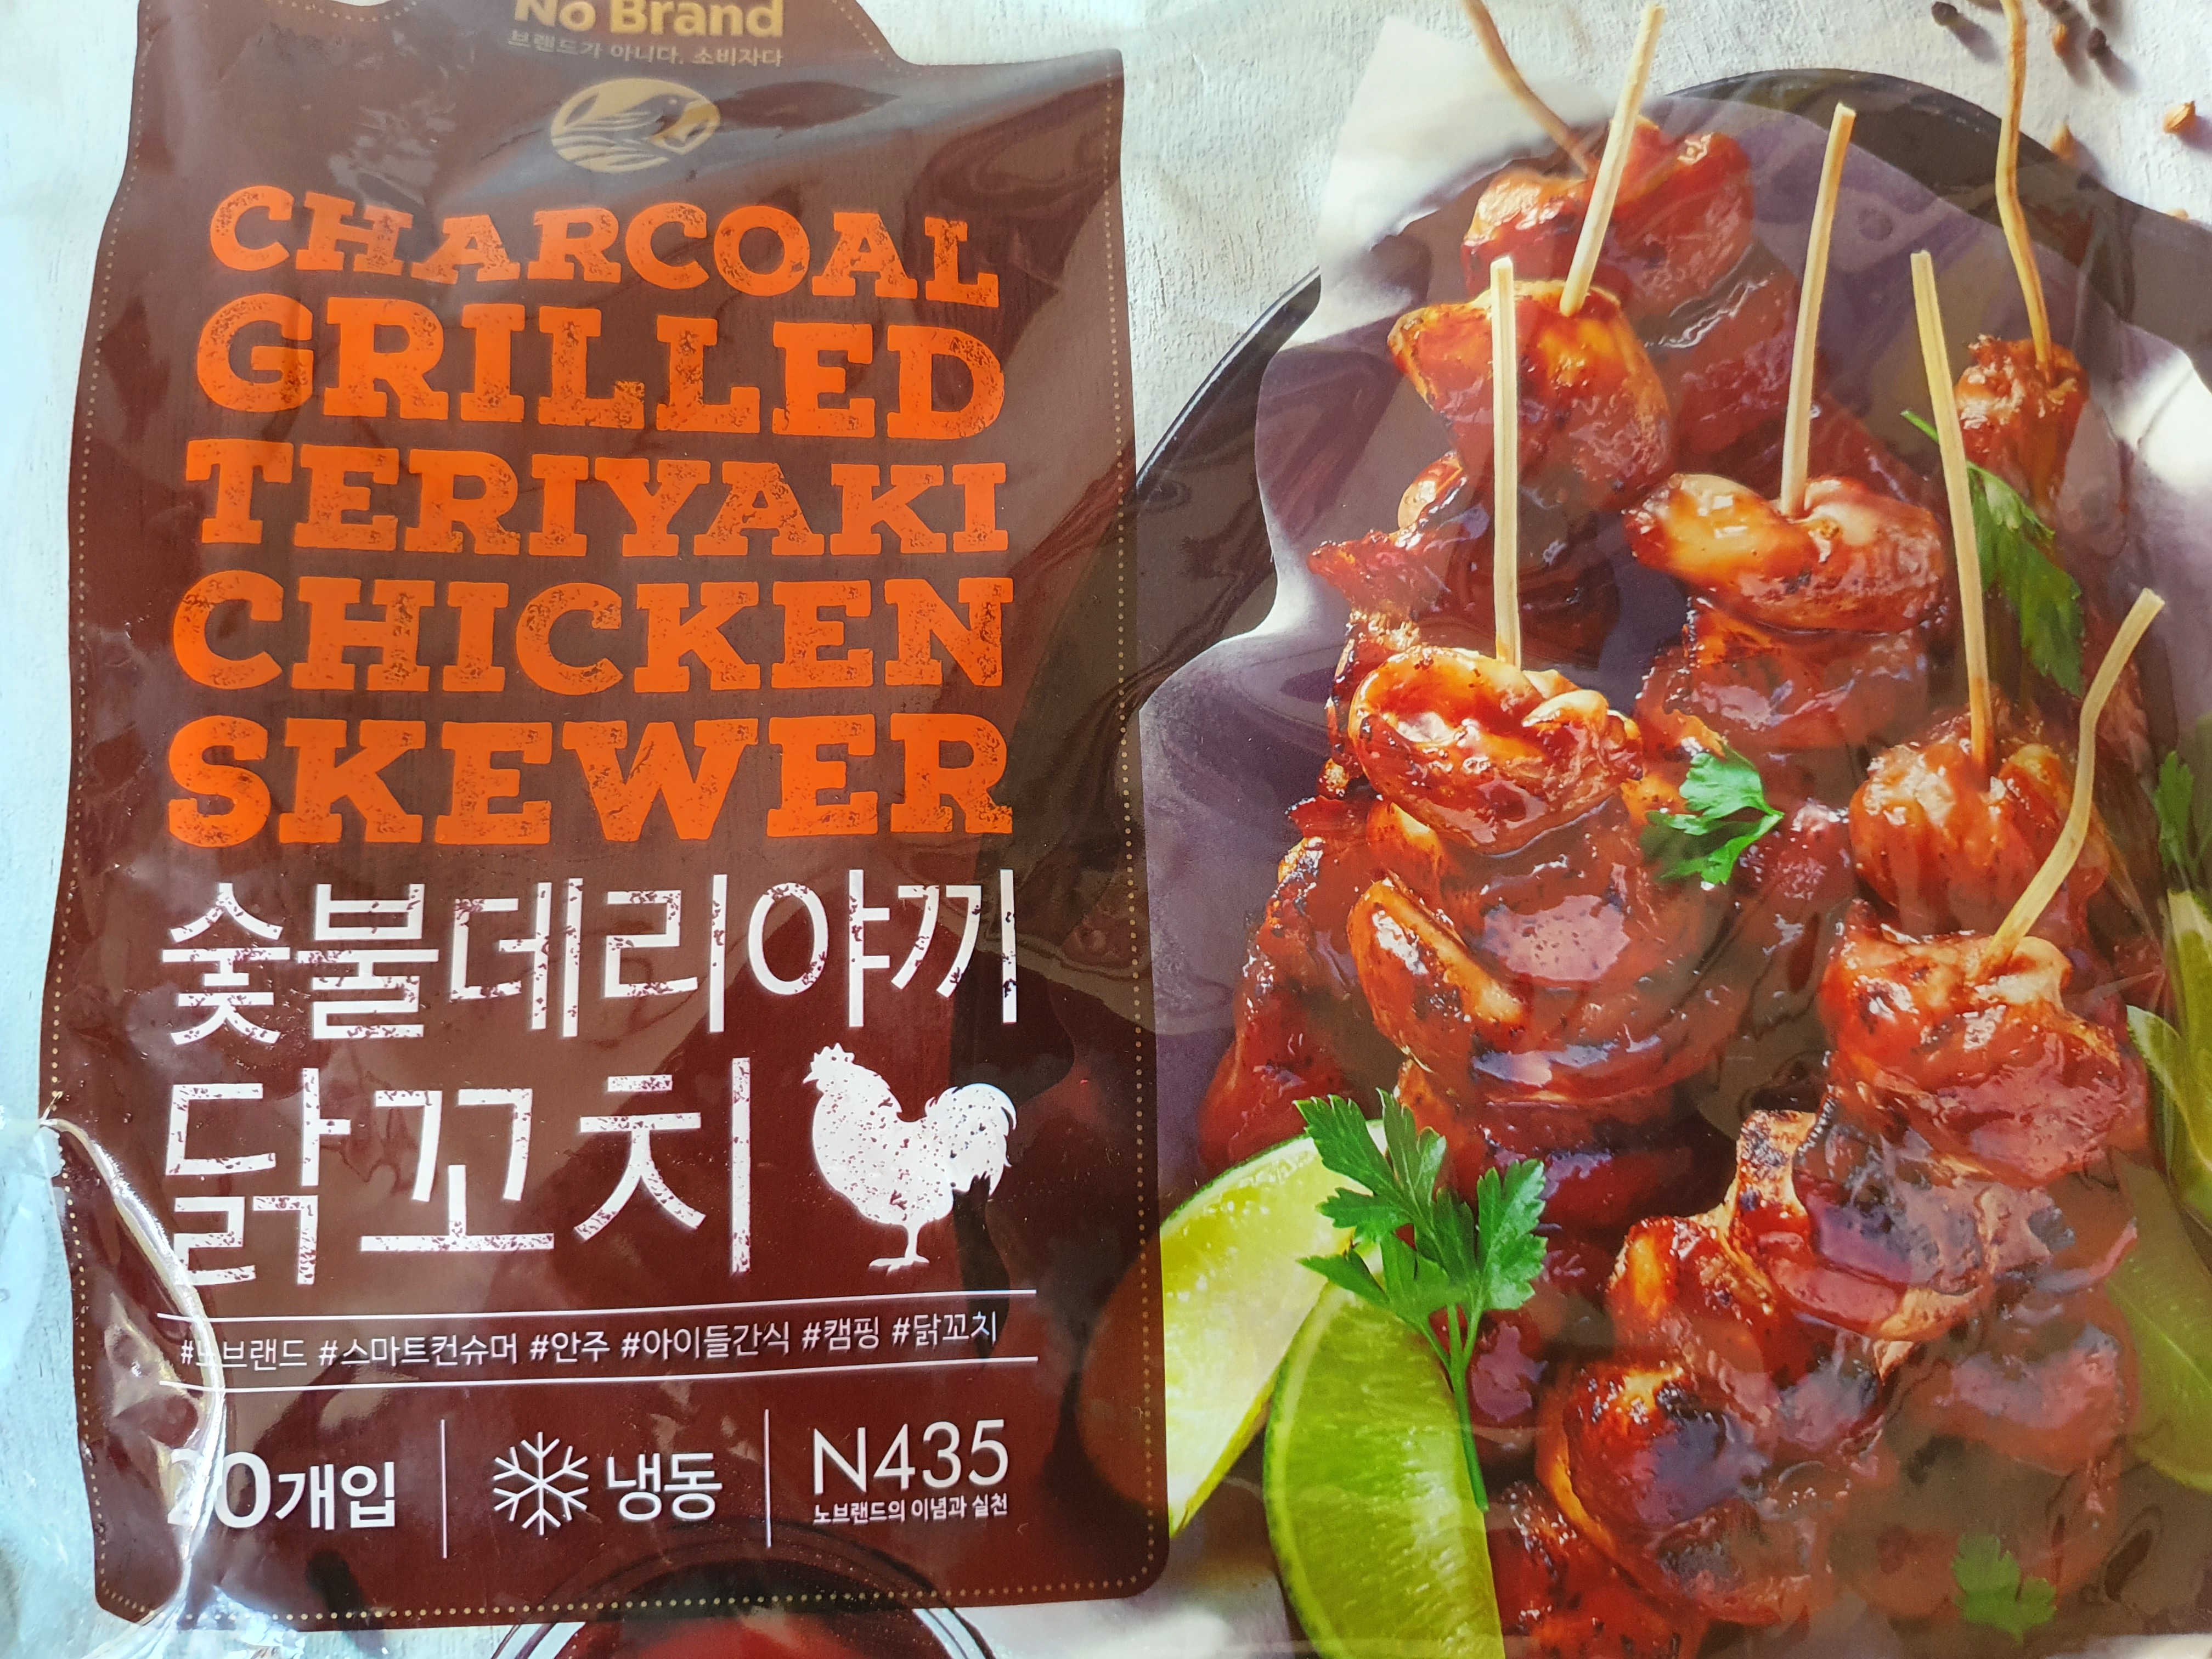 No Brand
브랜드가 아니다. 소비자다
CHARCOAL
GRILLED
TERIYAKI
CHICKEN
SKEWER
숯불데리야끼
닭꼬치
#노브랜드 #스마트컨슈머 #안주 #아이들간식 #캠핑 #닭꼬치
20개입
냉동
N435
노브랜드의 이념과 실천